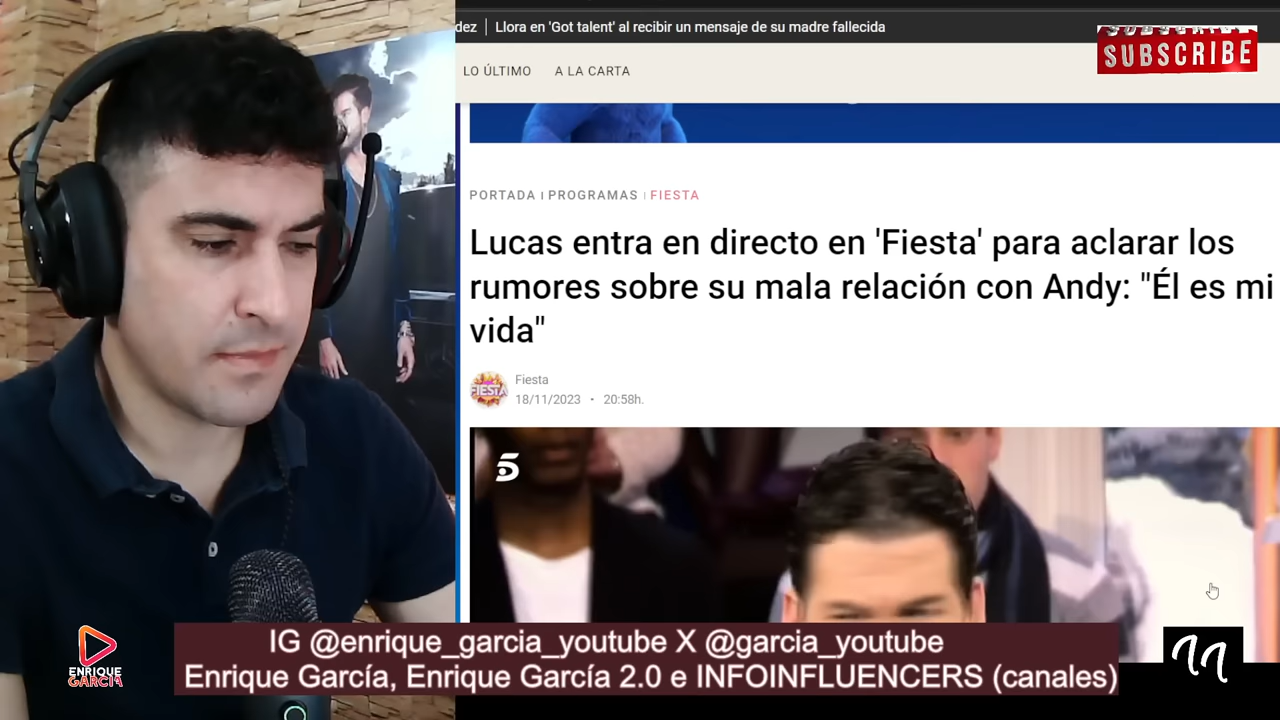 dez | Llora en 'Got talent' al recibir un mensaje de su madre fallecida
SUBSCRIBE
SUBSCRIBE
LO ÚLTIMO A LA CARTA
PORTADA | PROGRAMAS | FIESTA
Lucas entra en directo en 'Fiesta' para aclarar los
rumores sobre su mala relación con Andy: "Él es mi
vida"
Fiesta
FIESTA
18/11/2023 • 20:58h.
5
IG @enrique_garcia_youtube X @garcia_youtube
Enrique García, Enrique García 2.0 e INFOINFLUENCERS (canales)
ENRIQUE
GARCÍA